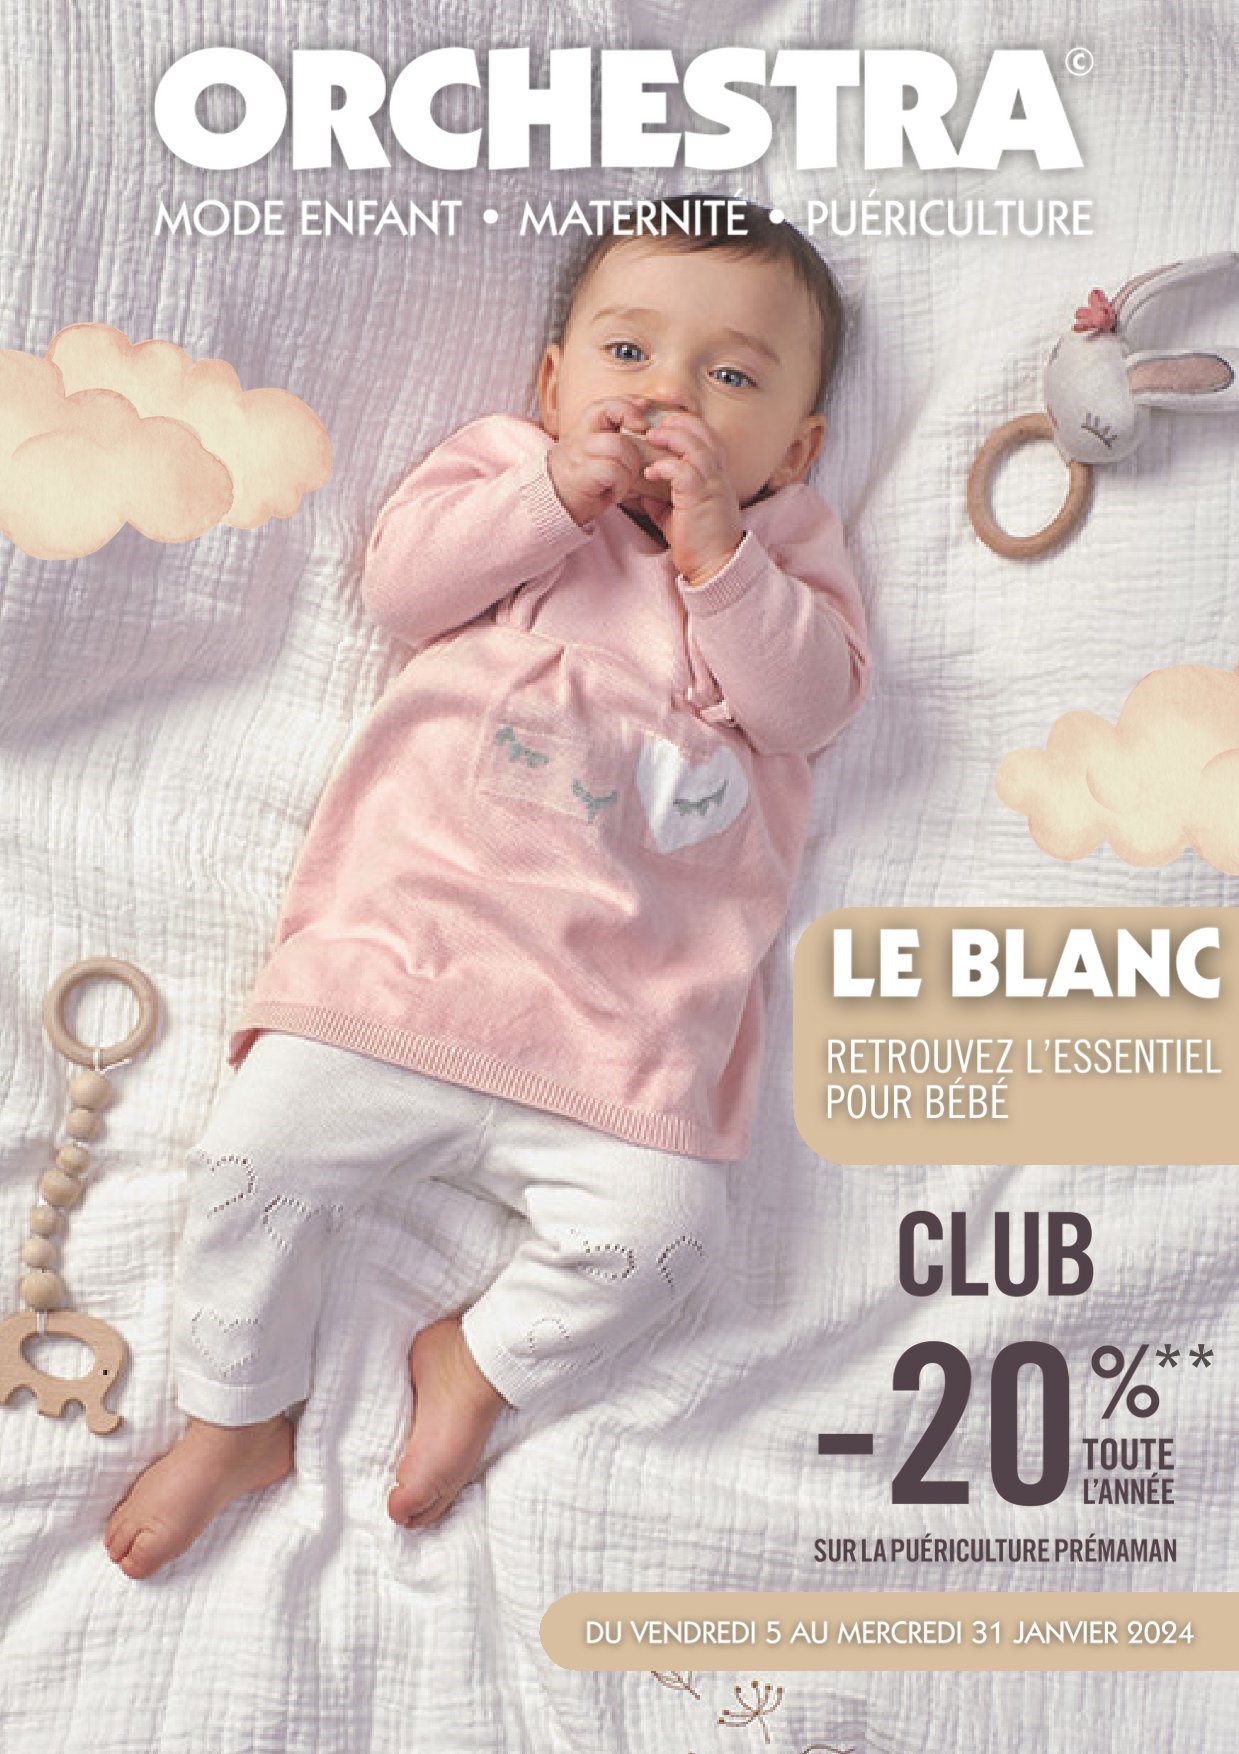 ORCHESTRA©
MODE ENFANT • MATERNITÉ • PUÉRICULTURE
LE BLANC
RETROUVEZ L'ESSENTIEL
POUR BÉBÉ
CLUB
-20%**
TOUTE
L'ANNÉE
SUR LA PUÉRICULTURE PRÉMAMAN
DU VENDREDI 5 AU MERCREDI 31 JANVIER 2024